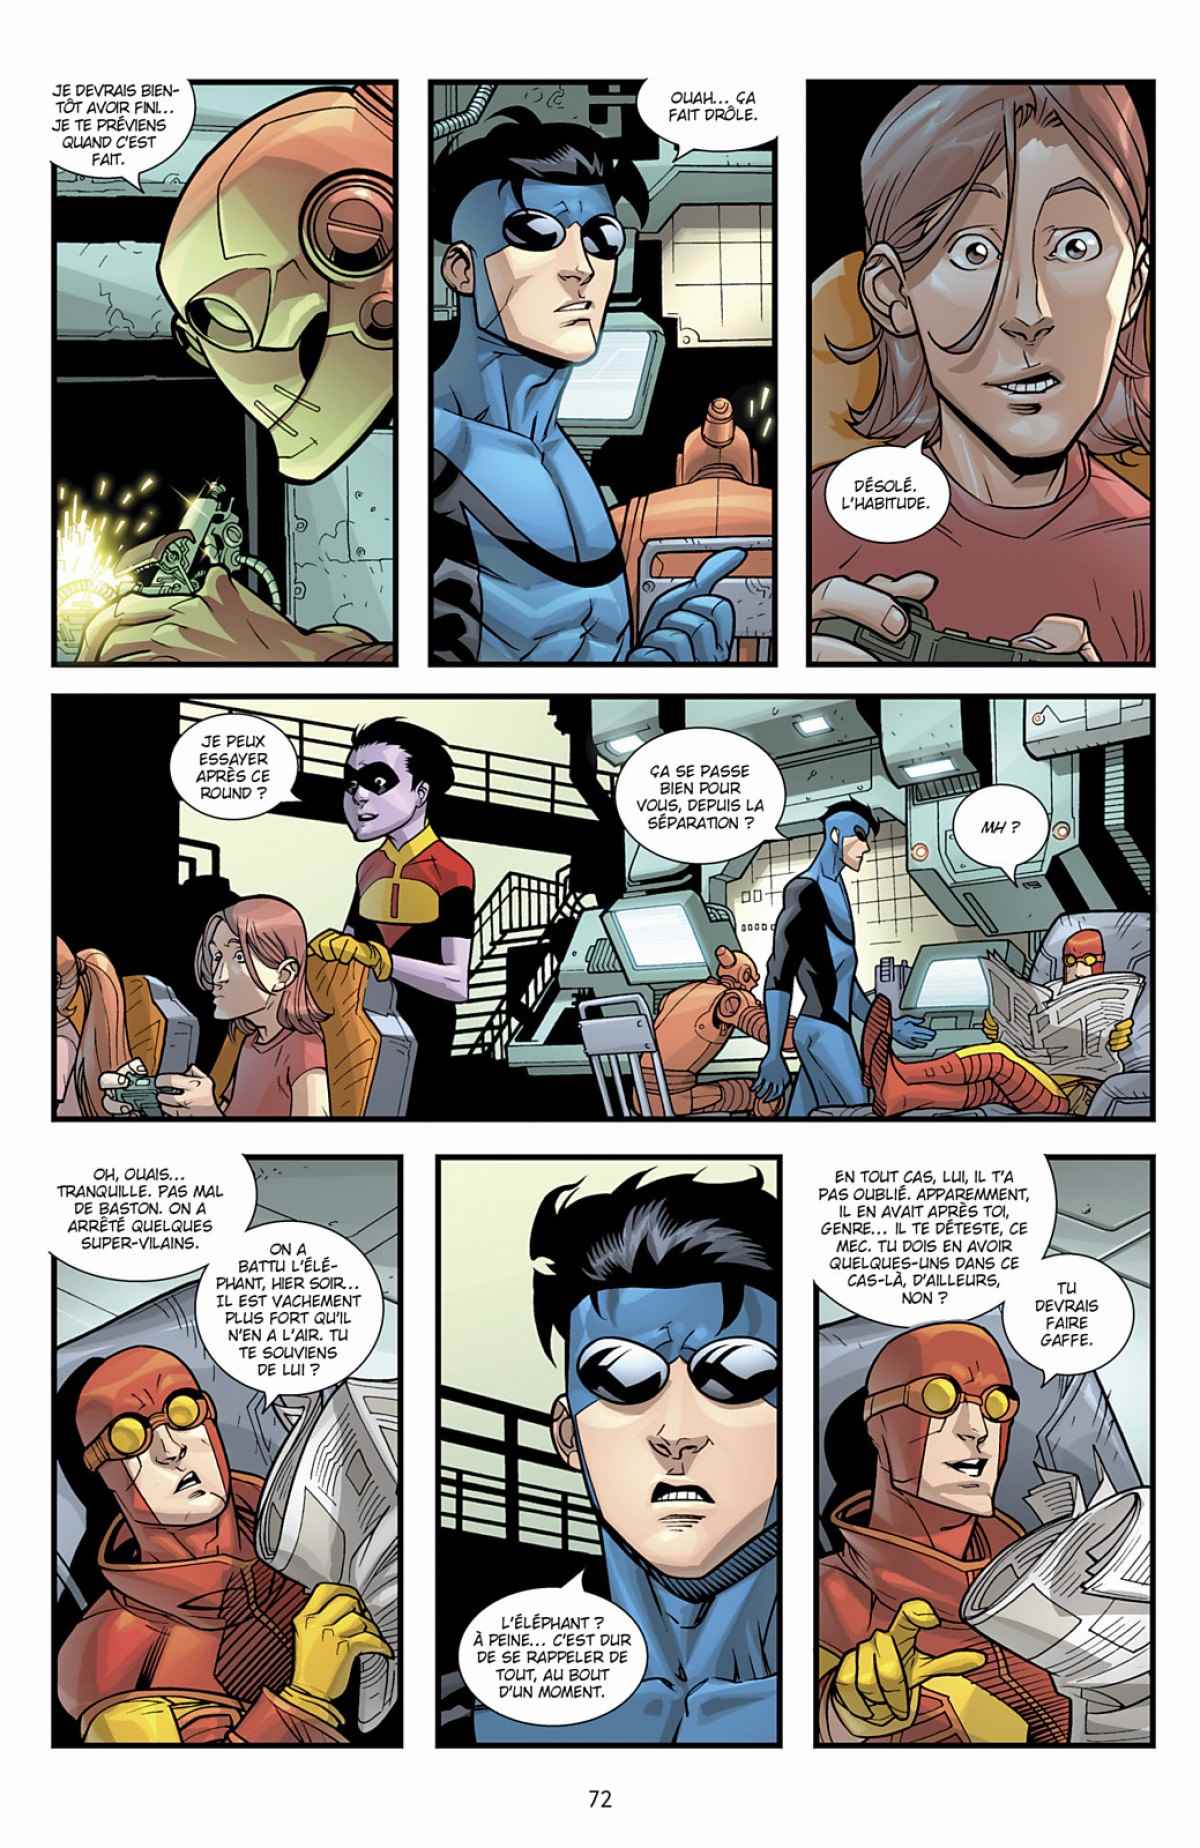 JE DEVRAIS BIEN-
TÔT AVOIR FINI...
JE TE PRÉVIENS
QUAND C'EST
FAIT.
OUAH... ÇA
FAIT DRÔLE.
DÉSOLÉ.
L'HABITUDE.
JE PEUX
ESSAYER
APRÈS CE
ROUND ?
ÇA SE PASSE
BIEN POUR
VOUS, DEPUIS LA
SÉPARATION ?
MH ?
OH, OUAIS...
TRANQUILLE. PAS MAL
DE BASTON. ON A
ARRÊTÉ QUELQUES
SUPER-VILAINS.
ON A
BATTU L'ÉLÉ-
PHANT, HIER SOIR...
IL EST VACHEMENT
PLUS FORT QU'IL
N'EN A L'AIR. TU
TE SOUVIENS
DE LUI ?
L'ÉLÉPHANT ?
À PEINE... C'EST DUR
DE SE RAPPELER DE
TOUT, AU BOUT
D'UN MOMENT.
EN TOUT CAS, LUI, IL T'A
PAS OUBLIÉ. APPAREMMENT,
IL EN AVAIT APRÈS TOI,
GENRE... IL TE DÉTESTE, CE
MEC. TU DOIS EN AVOIR
QUELQUES-UNS DANS CE
CAS-LÀ, D'AILLEURS,
NON ?
TU
DEVRAIS
FAIRE
GAFFE.
72